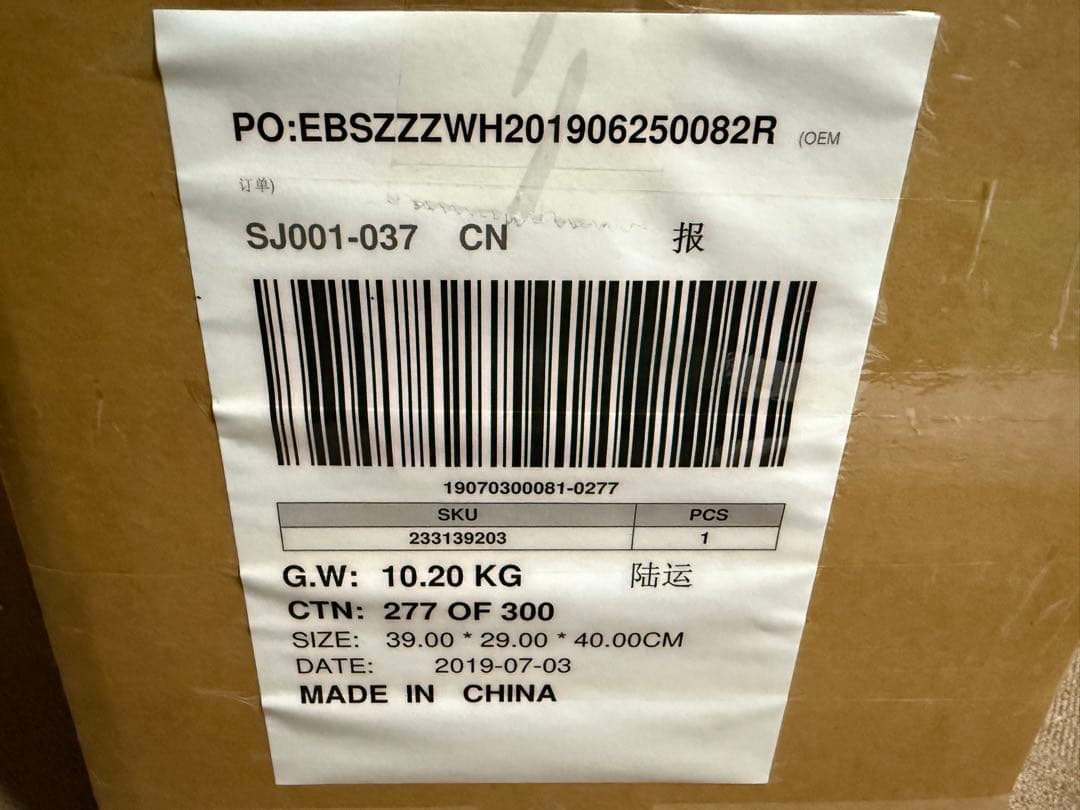 PO:EBSZZZWH201906250082R (OEM
订单)
SJ001-037 CN 报
19070300081-0277
SKU PCS
233139203 1
G.W: 10.20 KG 陆运
CTN: 277 OF 300
SIZE: 39.00 * 29.00 * 40.00CM
DATE: 2019-07-03
MADE IN CHINA